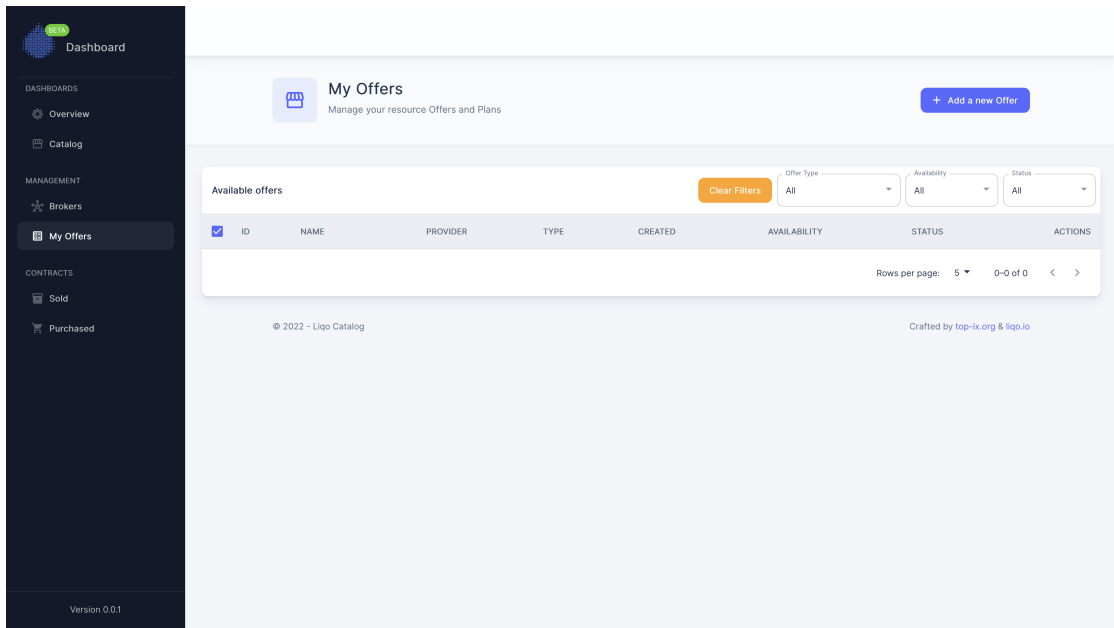 BETA
Dashboard
DASHBOARDS
Overview
Catalog
MANAGEMENT
Brokers
My Offers
CONTRACTS
Sold
Purchased
Version 0.0.1
My Offers
Manage your resource Offers and Plans
+ Add a new Offer
Available offers
Clear Filters
Offer Type
All
Availability
All
Status
All
ID NAME PROVIDER TYPE CREATED AVAILABILITY STATUS ACTIONS
Rows per page: 5 0–0 of 0
© 2022 - Liqo Catalog
Crafted by top-ix.org & liqo.io